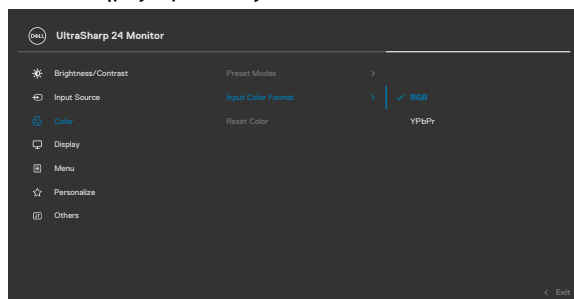 DELL UltraSharp 24 Monitor
Brightness/Contrast Preset Modes >
Input Source Input Color Format > ✓ RGB
Color Reset Color YPbPr
Display
Menu
Personalize
Others
< Exit